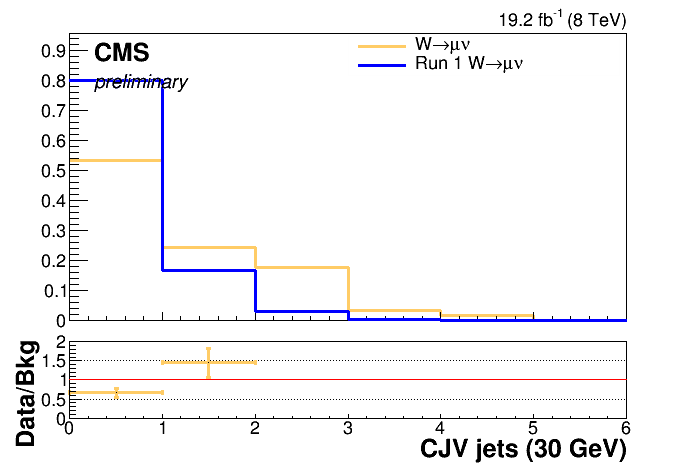 19.2 fb⁻¹ (8 TeV)
CMS
preliminary
W→μν
Run 1 W→μν
0.9
0.8
0.7
0.6
0.5
0.4
0.3
0.2
0.1
0
Data/Bkg
2
1.5
1
0.5
0
0 1 2 3 4 5 6
CJV jets (30 GeV)